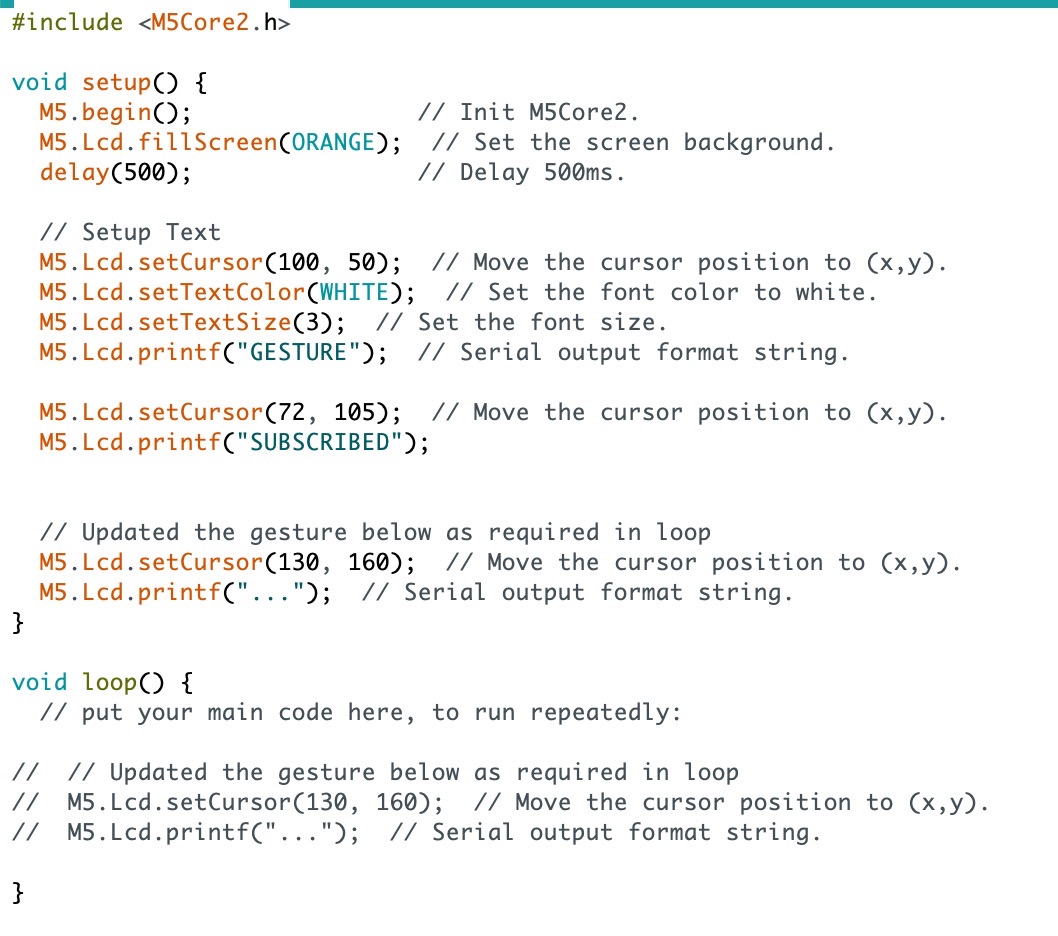 #include <M5Core2.h>
void setup() {
  M5.begin();                // Init M5Core2.
  M5.Lcd.fillScreen(ORANGE);  // Set the screen background.
  delay(500);                // Delay 500ms.
  // Setup Text
  M5.Lcd.setCursor(100, 50);  // Move the cursor position to (x,y).
  M5.Lcd.setTextColor(WHITE);  // Set the font color to white.
  M5.Lcd.setTextSize(3);  // Set the font size.
  M5.Lcd.printf("GESTURE");  // Serial output format string.
  M5.Lcd.setCursor(72, 105);  // Move the cursor position to (x,y).
  M5.Lcd.printf("SUBSCRIBED");
  // Updated the gesture below as required in loop
  M5.Lcd.setCursor(130, 160);  // Move the cursor position to (x,y).
  M5.Lcd.printf("...");  // Serial output format string.
}
void loop() {
  // put your main code here, to run repeatedly:
//  // Updated the gesture below as required in loop
//  M5.Lcd.setCursor(130, 160);  // Move the cursor position to (x,y).
//  M5.Lcd.printf("...");  // Serial output format string.
}